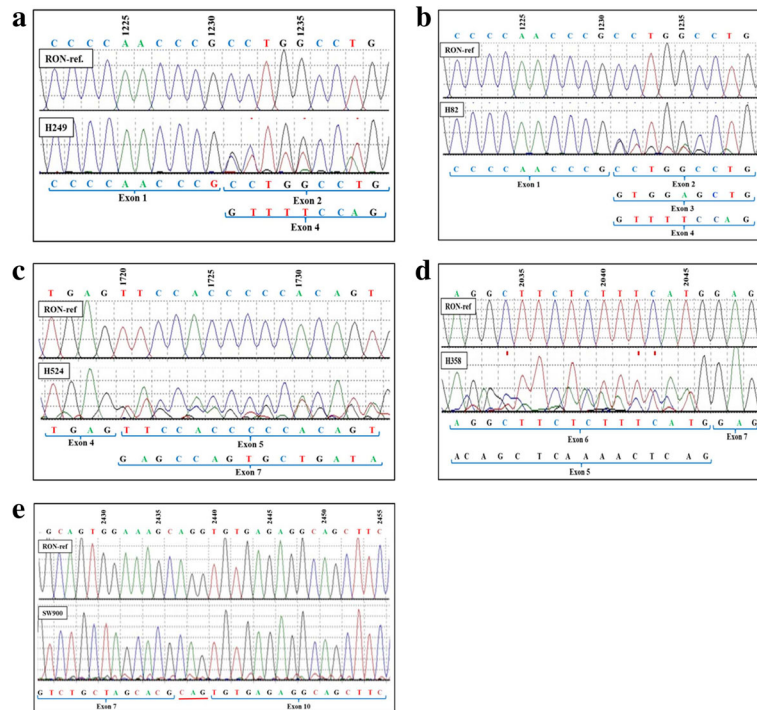 a
1225 1230 1235
C C C C A A C C C G C C T G G C C T G
RON-ref.
H249
C C C C A A C C C G C C T G G C C T G
Exon 1 Exon 2
G T T T T C C A G
Exon 4
b
1225 1230 1235
C C C C A A C C C G C C T G G C C T G
RON-ref
H82
C C C C A A C C C G C C T G G C C T G
Exon 1 Exon 2
G T G G A G C T G
Exon 3
G T T T T C C A G
Exon 4
c
1720 1725 1730
T G A G T T C C A C C C C C A C A G T
RON-ref
H524
T G A G T T C C A C C C C C A C A G T
Exon 4 Exon 5
G A G C C A G T G C T G A T A
Exon 7
d
2035 2040 2045
A G G C T T C T C T T T C A T G G A G
RON-ref
H358
A G G C T T C T C T T T C A T G G A G
Exon 6 Exon 7
A C A G C T C A A A A C T C A G
Exon 5
e
2430 2435 2440 2445 2450 2455
G C A G T G G A A A G C A G G T G T G A G A G G C A G C T T C
RON-ref
SW900
G T C T G C T A G C A C G C A G T G T G A G A G G C A G C T T C
Exon 7 Exon 10